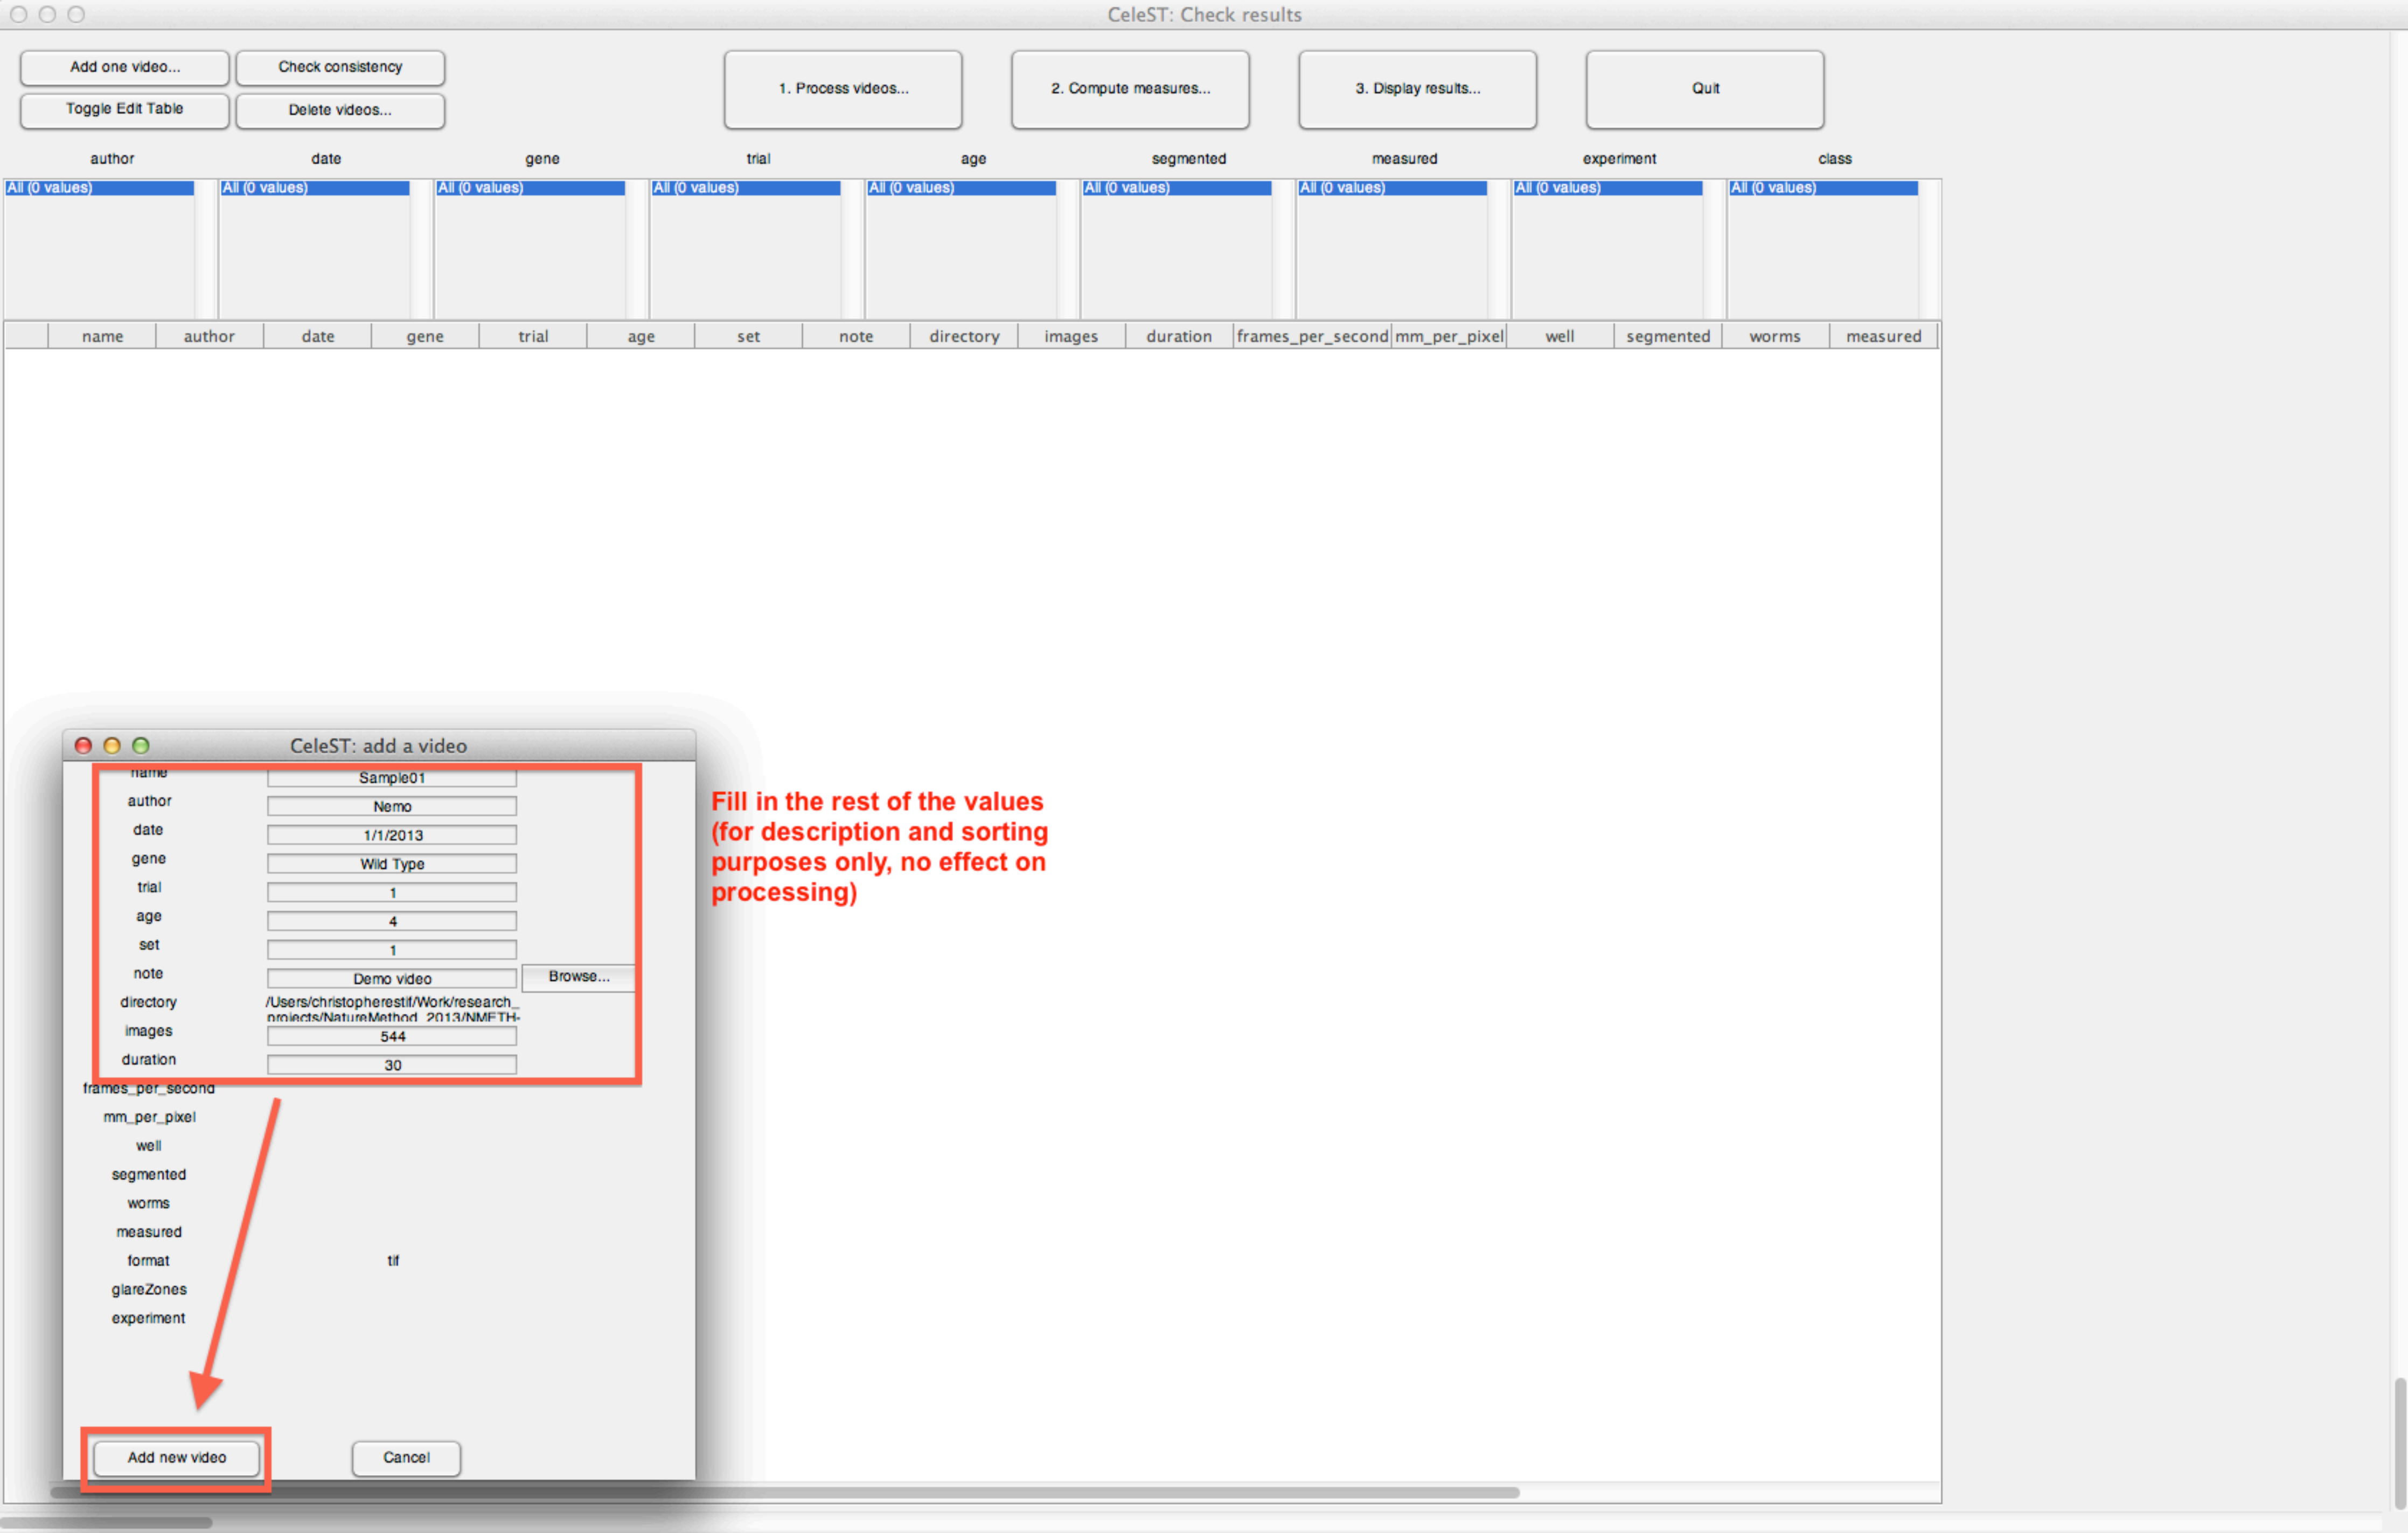 CeleST: Check results
Add one video...
Check consistency
Toggle Edit Table
Delete videos...
1. Process videos...
2. Compute measures...
3. Display results...
Quit
author date gene trial age segmented measured experiment class
All (0 values) All (0 values) All (0 values) All (0 values) All (0 values) All (0 values) All (0 values) All (0 values) All (0 values)
name author date gene trial age set note directory images duration frames_per_second mm_per_pixel well segmented worms measured
CeleST: add a video
name Sample01
author Nemo
date 1/1/2013
gene Wild Type
trial 1
age 4
set 1
note Demo video Browse...
directory /Users/christopherestif/Work/research_
projects/NatureMethod_2013/NMETH-
images 544
duration 30
frames_per_second
mm_per_pixel
well
segmented
worms
measured
format tif
glareZones
experiment
Add new video Cancel
Fill in the rest of the values
(for description and sorting
purposes only, no effect on
processing)